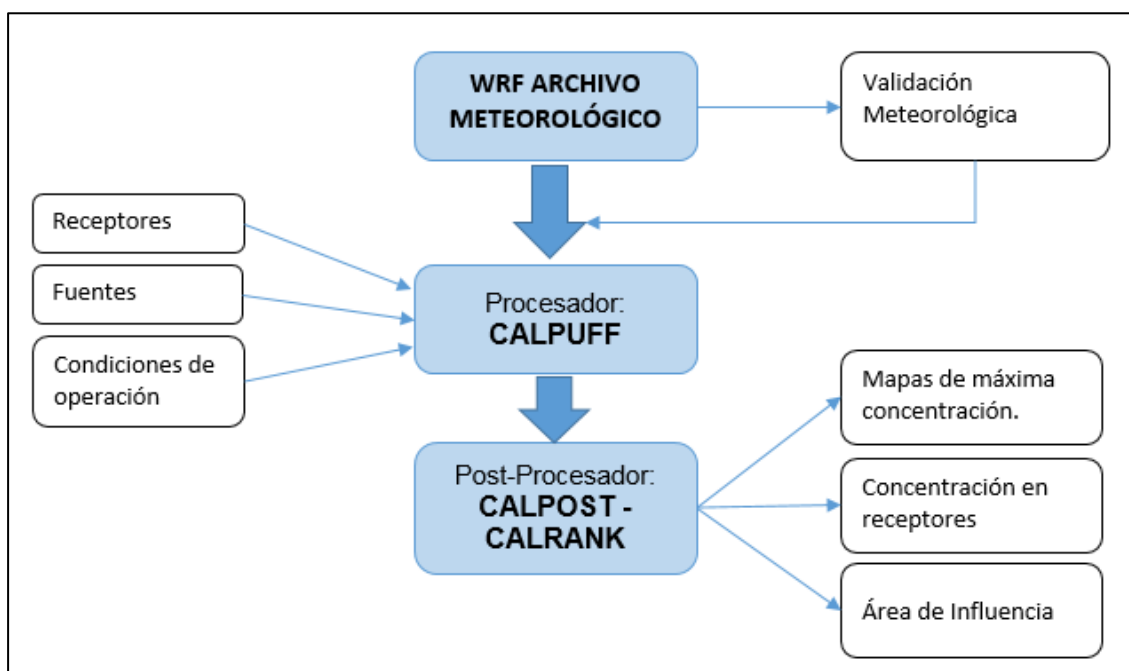 WRF ARCHIVO
METEOROLÓGICO
Validación
Meteorológica
Receptores
Fuentes
Condiciones de
operación
Procesador:
CALPUFF
Post-Procesador:
CALPOST -
CALRANK
Mapas de máxima
concentración.
Concentración en
receptores
Área de Influencia